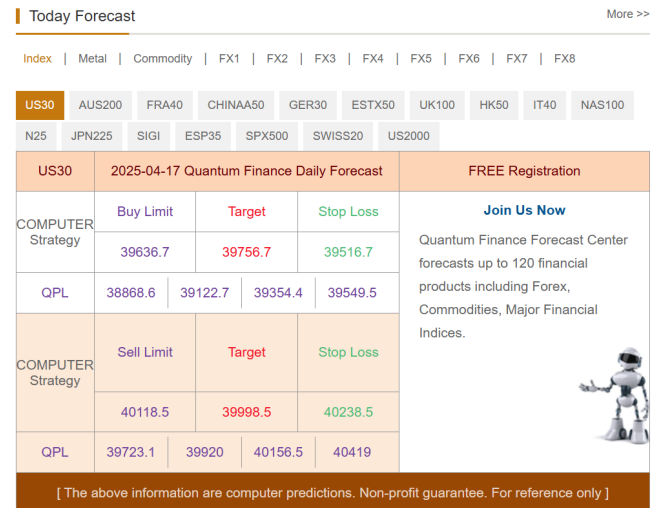 Today Forecast
More >>
Index | Metal | Commodity | FX1 | FX2 | FX3 | FX4 | FX5 | FX6 | FX7 | FX8
US30 AUS200 FRA40 CHINAA50 GER30 ESTX50 UK100 HK50 IT40 NAS100
N25 JPN225 SIGI ESP35 SPX500 SWISS20 US2000
US30 2025-04-17 Quantum Finance Daily Forecast FREE Registration
COMPUTER
Strategy
Buy Limit Target Stop Loss
39636.7 39756.7 39516.7
QPL 38868.6 39122.7 39354.4 39549.5
COMPUTER
Strategy
Sell Limit Target Stop Loss
40118.5 39998.5 40238.5
QPL 39723.1 39920 40156.5 40419
Join Us Now
Quantum Finance Forecast Center
forecasts up to 120 financial
products including Forex,
Commodities, Major Financial
Indices.
[ The above information are computer predictions. Non-profit guarantee. For reference only ]